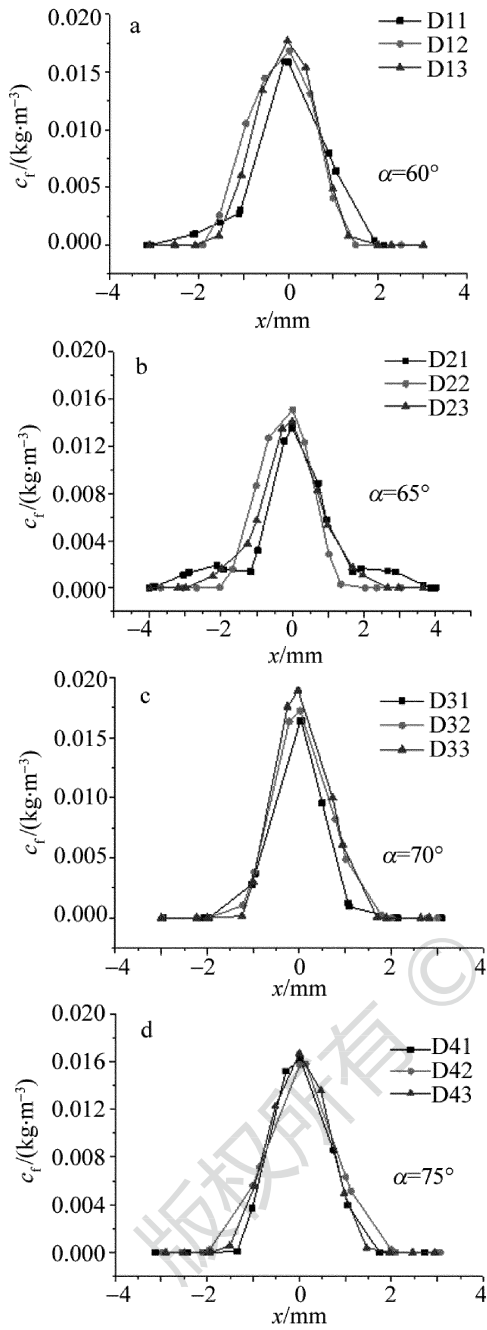 a
D11
D12
D13
0.020
0.015
0.010
0.005
0.000
c_f/(kg·m⁻³)
α=60°
−4 −2 0 2 4
x/mm
b
D21
D22
D23
0.020
0.016
0.012
0.008
0.004
0.000
c_f/(kg·m⁻³)
α=65°
−4 −2 0 2 4
x/mm
c
D31
D32
D33
0.020
0.015
0.010
0.005
0.000
c_f/(kg·m⁻³)
α=70°
−4 −2 0 2 4
x/mm
d
D41
D42
D43
0.020
0.016
0.012
0.008
0.004
0.000
c_f/(kg·m⁻³)
α=75°
−4 −2 0 2 4
x/mm
版权所有 ©